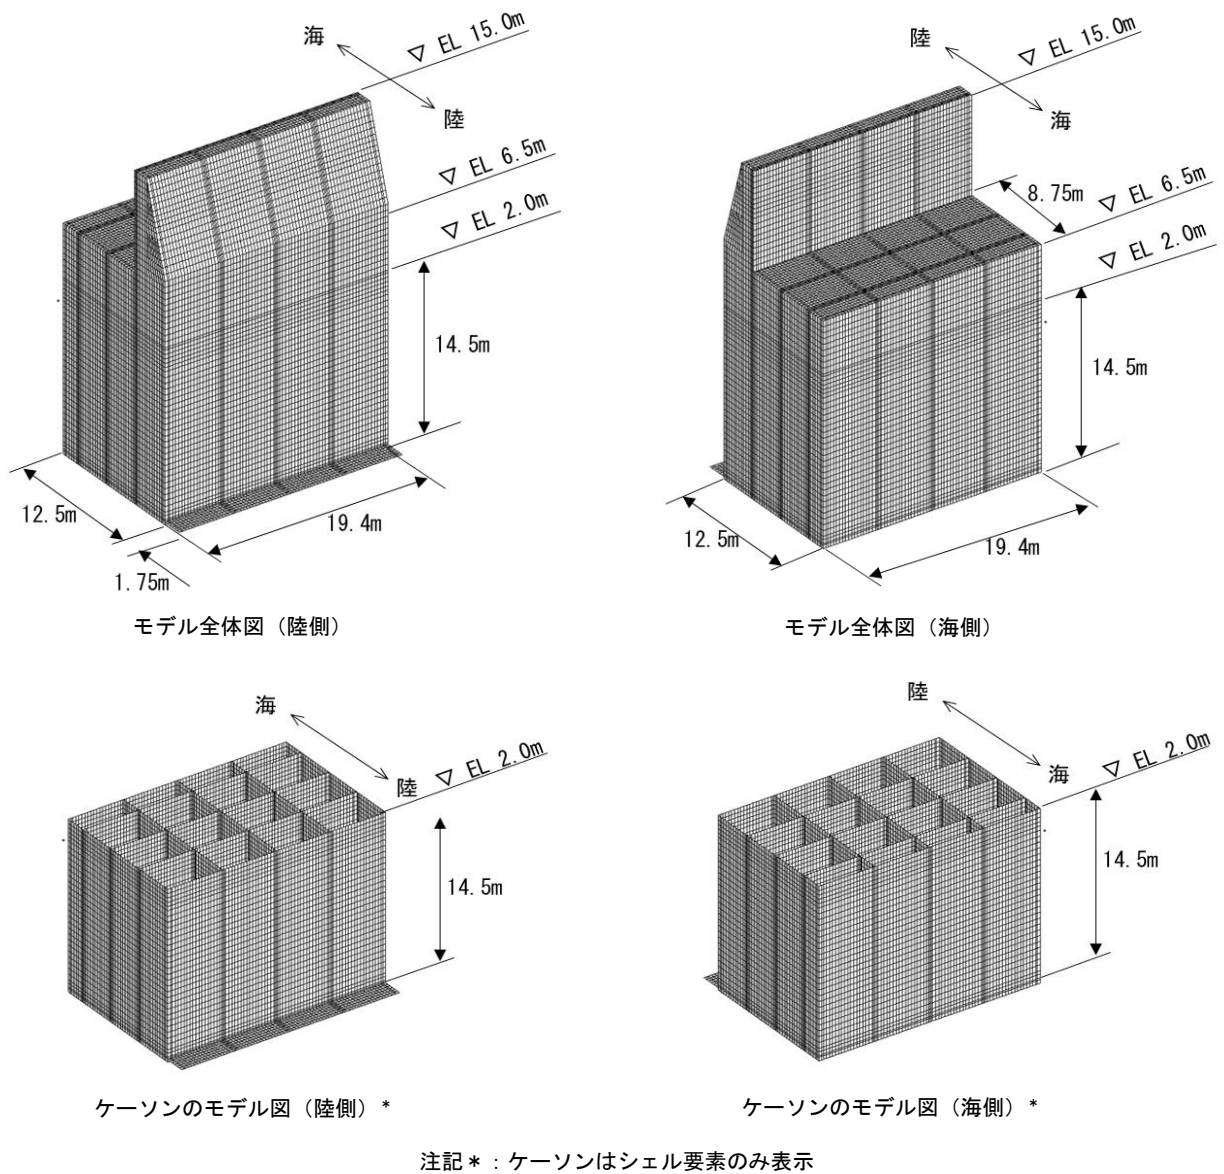 海
陸
▽ EL 15.0m
▽ EL 6.5m
▽ EL 2.0m
14.5m
12.5m
1.75m
19.4m
モデル全体図（陸側）
陸
海
▽ EL 15.0m
8.75m
▽ EL 6.5m
▽ EL 2.0m
14.5m
12.5m
19.4m
モデル全体図（海側）
海
陸
▽ EL 2.0m
14.5m
ケーソンのモデル図（陸側）*
陸
海
▽ EL 2.0m
14.5m
ケーソンのモデル図（海側）*
注記＊：ケーソンはシェル要素のみ表示